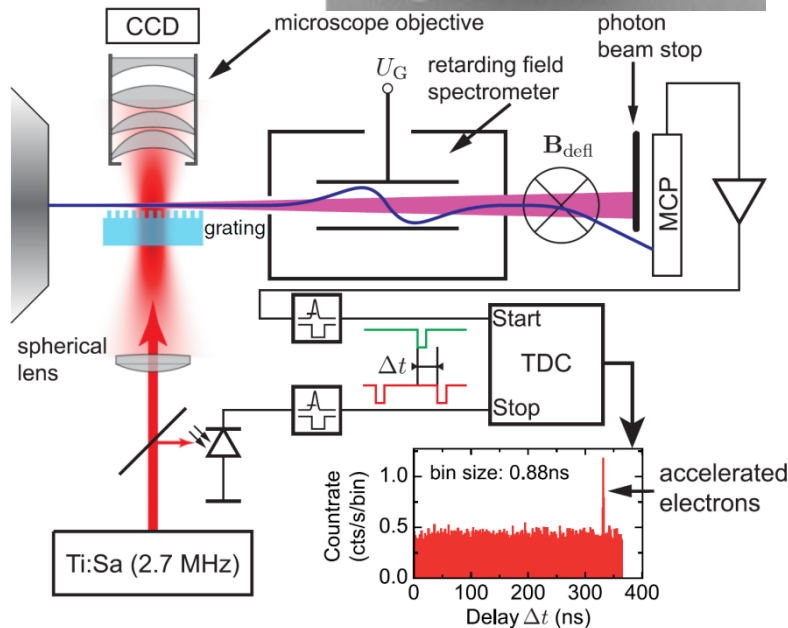 CCD
microscope objective
photon
beam stop
U_G
retarding field
spectrometer
B_defl
MCP
grating
spherical
lens
Start
Δt
TDC
Stop
Ti:Sa (2.7 MHz)
bin size: 0.88ns
accelerated
electrons
Countrate
(cts/s/bin)
1.0
0.5
0.0
0 100 200 300 400
Delay Δt (ns)